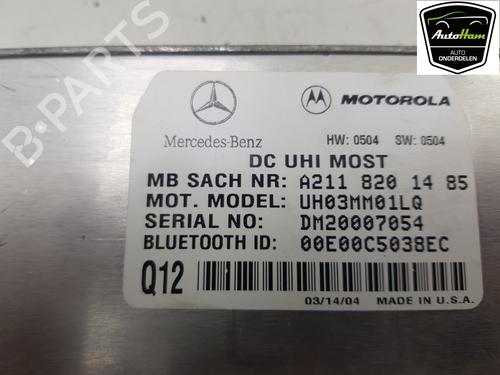 AutoHam
AUTO
ONDERDELEN
B-PARTS
Mercedes-Benz
MOTOROLA
HW: 0504 SW: 0504
DC UHI MOST
MB SACH NR: A211 820 14 85
MOT. MODEL: UH03MM01LQ
SERIAL NO: DM20007054
BLUETOOTH ID: 00E00C5038EC
Q12
03/14/04 MADE IN U.S.A.